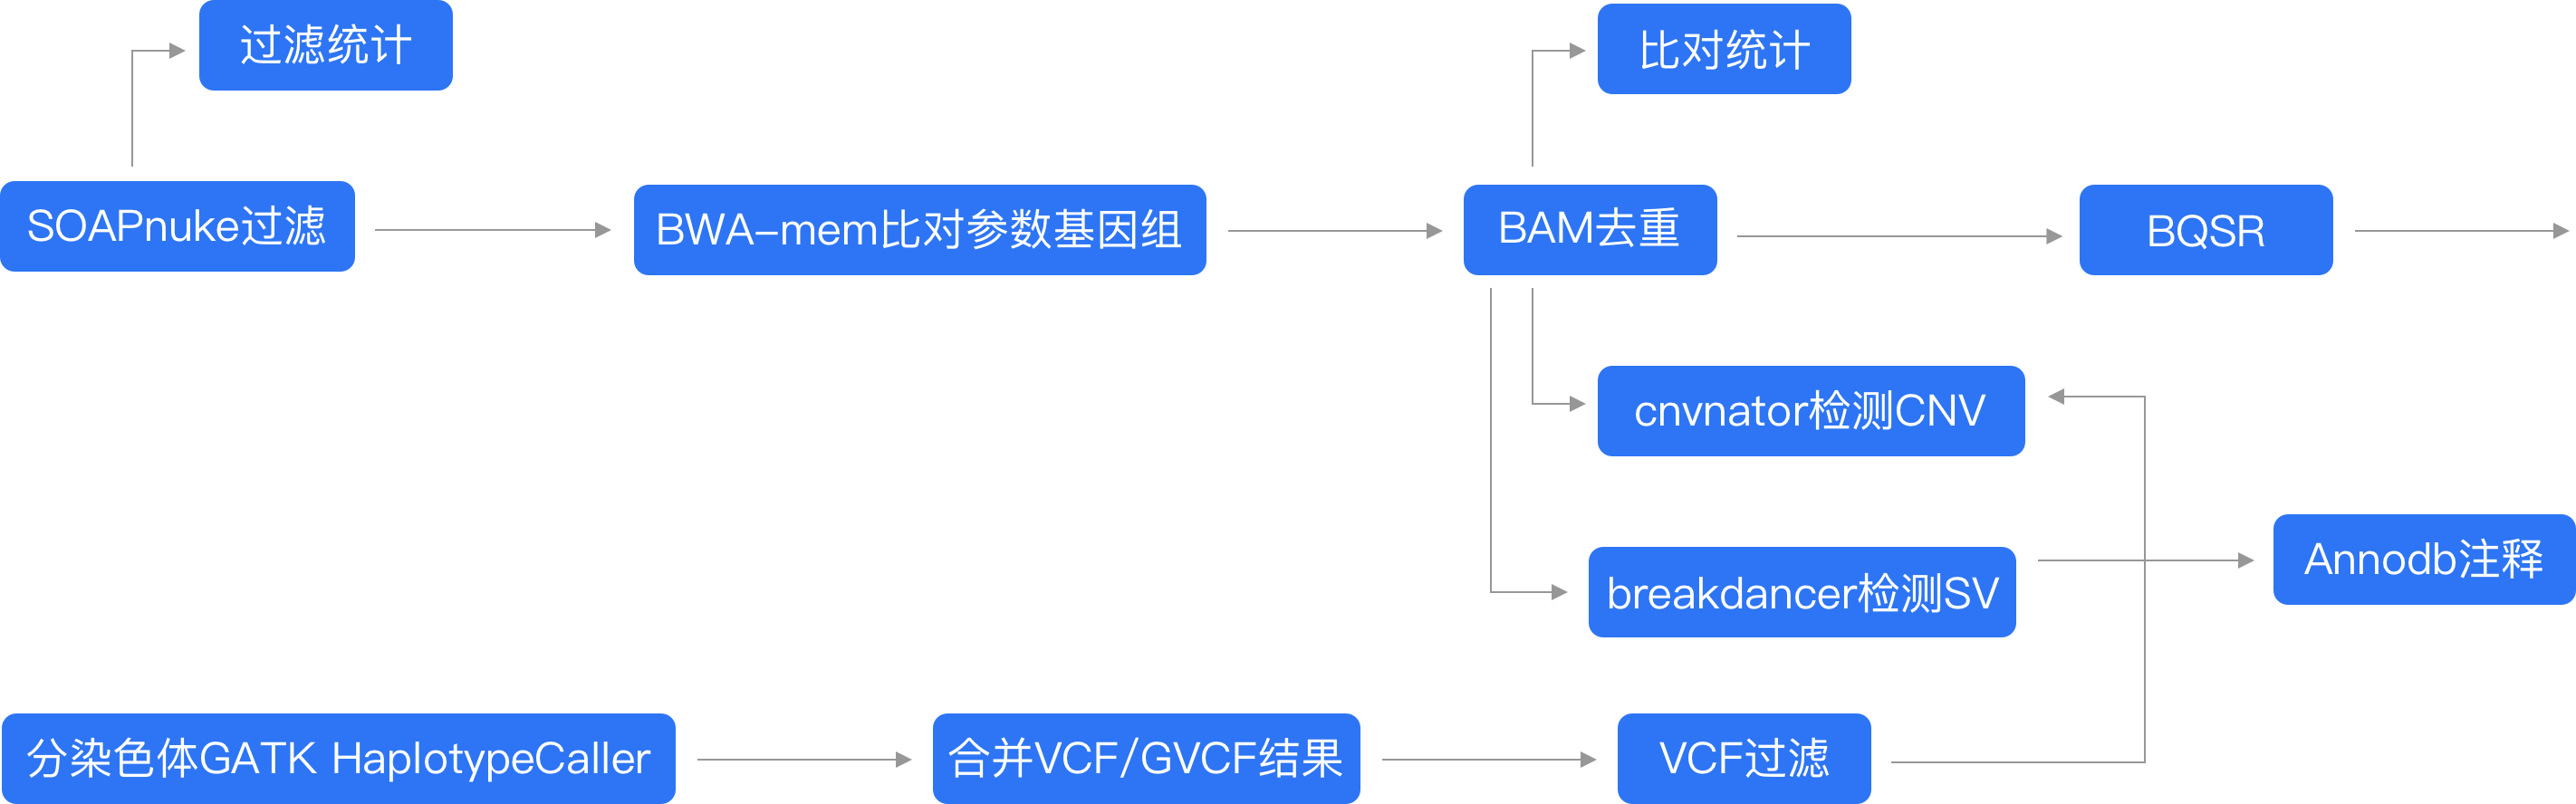 过滤统计
比对统计
SOAPnuke过滤
BWA-mem比对参数基因组
BAM去重
BQSR
cnvnator检测CNV
Annodb注释
breakdancer检测SV
分染色体GATK HaplotypeCaller
合并VCF/GVCF结果
VCF过滤